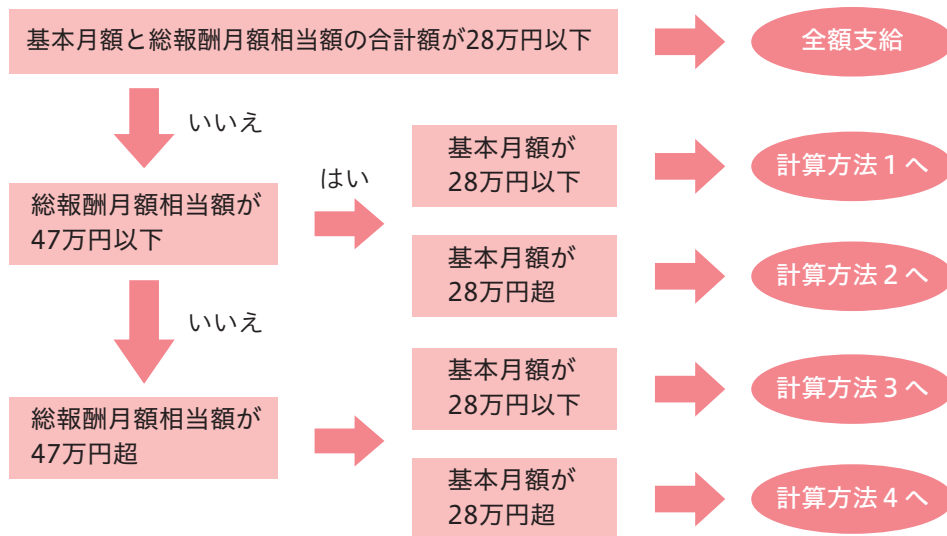 基本月額と総報酬月額相当額の合計額が28万円以下
全額支給
いいえ
総報酬月額相当額が
47万円以下
はい
基本月額が
28万円以下
計算方法1へ
基本月額が
28万円超
計算方法2へ
いいえ
総報酬月額相当額が
47万円超
基本月額が
28万円以下
計算方法3へ
基本月額が
28万円超
計算方法4へ